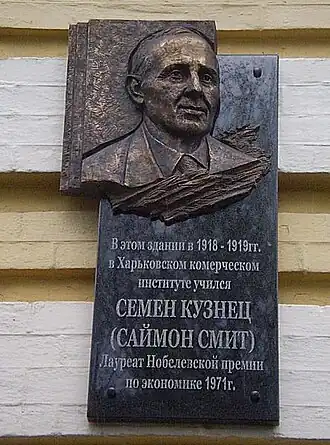 В этом здании в 1918 - 1919гг.
в Харьковском комерческом
институте учился
СЕМЕН КУЗНЕЦ
(САЙМОН СМИТ)
Лауреат Нобелевской премии
по экономике 1971г.